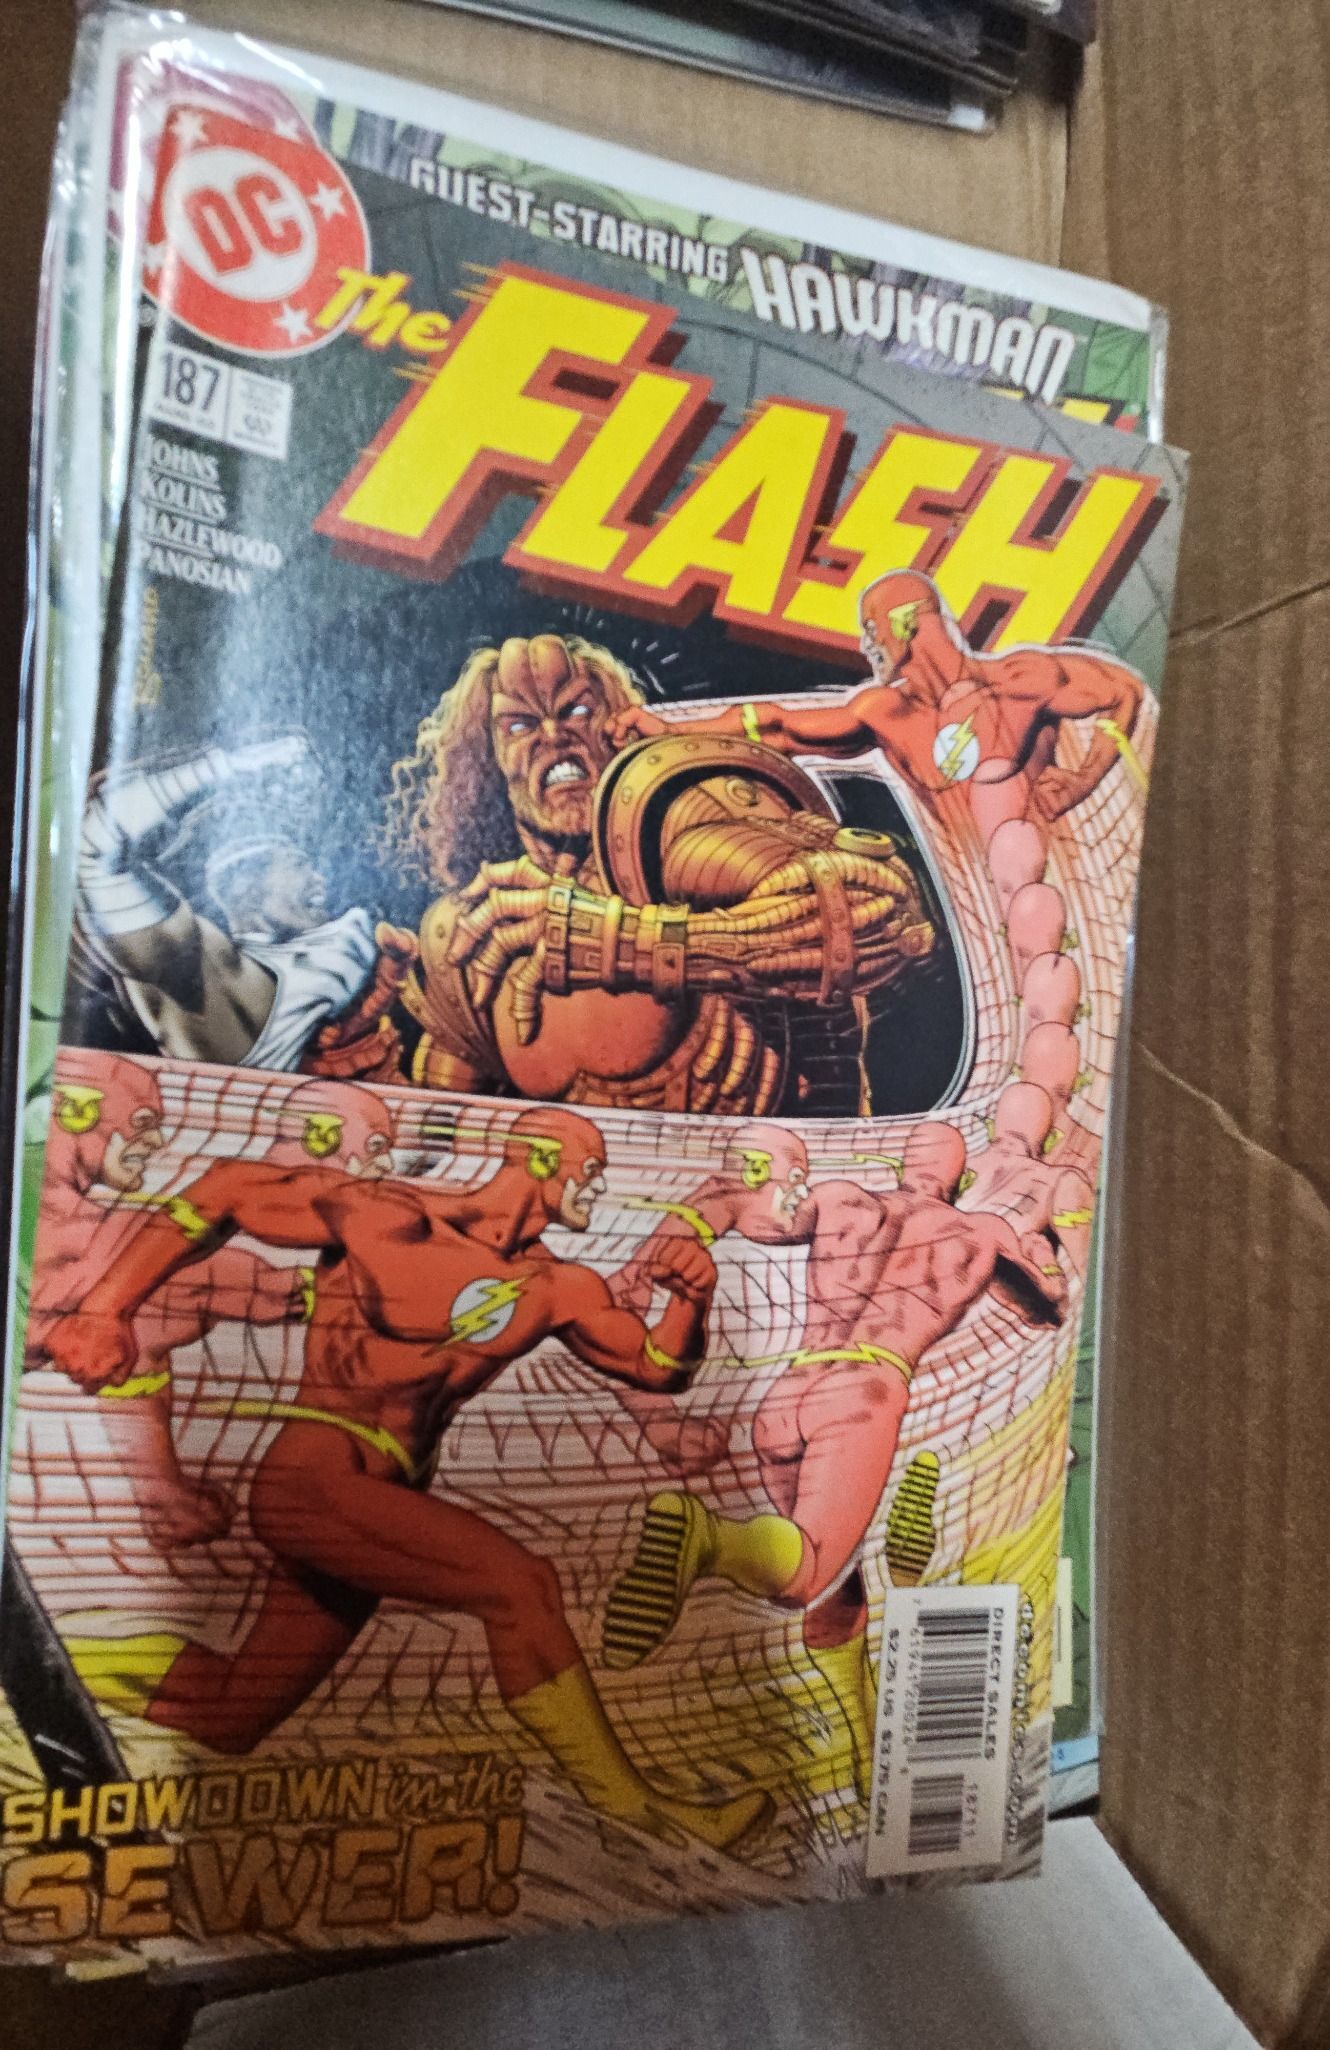 GUEST-STARRING HAWKMAN
DC
The
FLASH
187
JOHNS
KOLINS
HAZLEWOOD
PANOSIAN
DIRECT SALES
18711
$2.25 US $3.75 CAN
SHOWDOWN in the
SEWER!